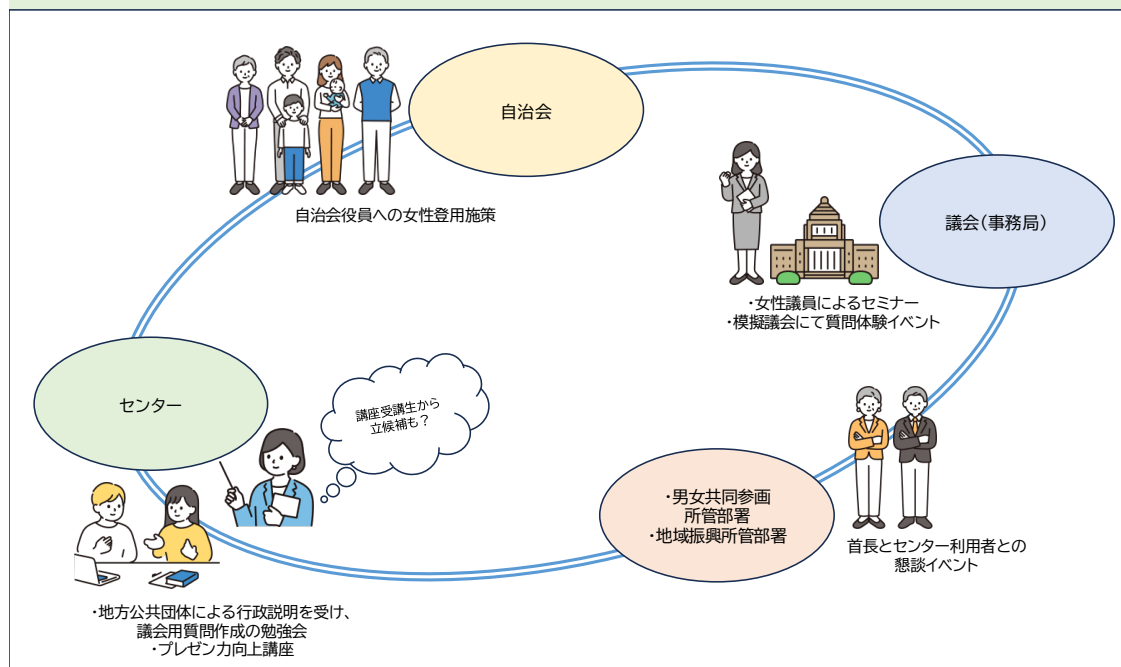 自治会
自治会役員への女性登用施策
議会（事務局）
・女性議員によるセミナー
・模擬議会にて質問体験イベント
センター
講座受講生から
立候補も？
・男女共同参画
所管部署
・地域振興所管部署
首長とセンター利用者との
懇談イベント
・地方公共団体による行政説明を受け、
議会用質問作成の勉強会
・プレゼン力向上講座